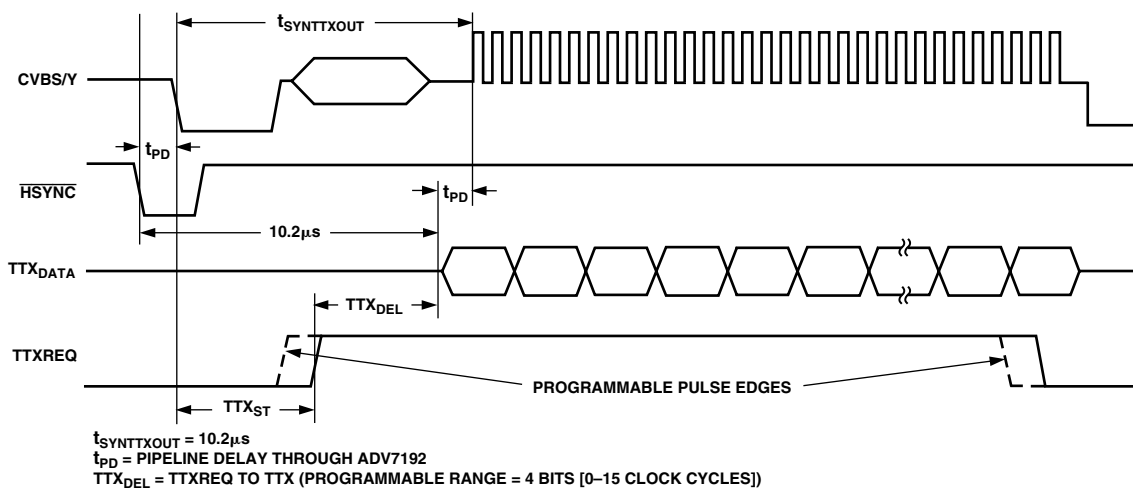 tSYNTTXOUT
CVBS/Y
tPD
HSYNC
tPD
10.2μs
TTXDATA
TTXDEL
TTXREQ
PROGRAMMABLE PULSE EDGES
TTXST
tSYNTTXOUT = 10.2μs
tPD = PIPELINE DELAY THROUGH ADV7192
TTXDEL = TTXREQ TO TTX (PROGRAMMABLE RANGE = 4 BITS [0–15 CLOCK CYCLES])